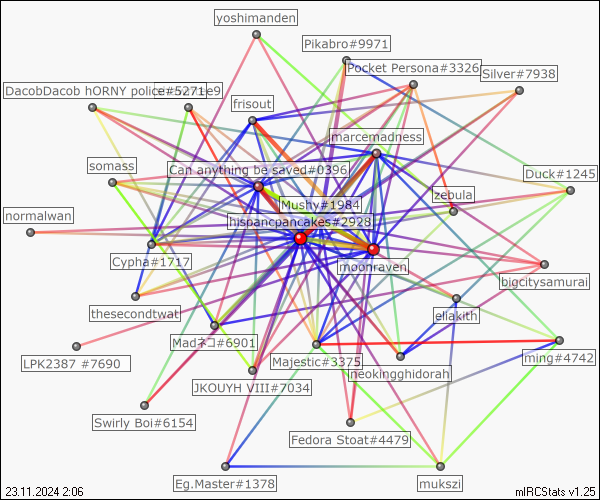 yoshimanden
Pikabro#9971
Pocket Persona#3326
Silver#7938
DacobDacob hORNY police#5271
frisout
marcemadness
somass
Can anything be saved#0396
Duck#1245
zebula
Mushy#1984
normalwan
hispancpancakes#2928
Cypha#1717
moonraven
bigcitysamurai
thesecondtwat
eliakith
Madネコ#6901
LPK2387 #7690
Majestic#3375
ming#4742
neokingghidorah
JKOUYH VIII#7034
Swirly Boi#6154
Fedora Stoat#4479
Eg.Master#1378
mukszi
23.11.2024 2:06
mIRCStats v1.25